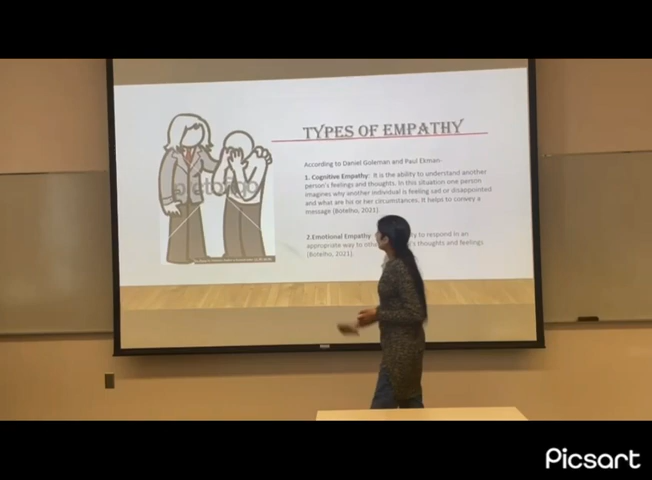 TYPES OF EMPATHY
According to Daniel Goleman and Paul Ekman-
1. Cognitive Empathy: It is the ability to understand another
person's feelings and thoughts. In this situation one person
imagines why another individual is feeling sad or disappointed
and what are his or her circumstances. It helps to convey a
message (Botelho, 2021).
2.Emotional Empathy to respond in an
appropriate way to thoughts and feelings
(Botelho, 2021).
Picsart